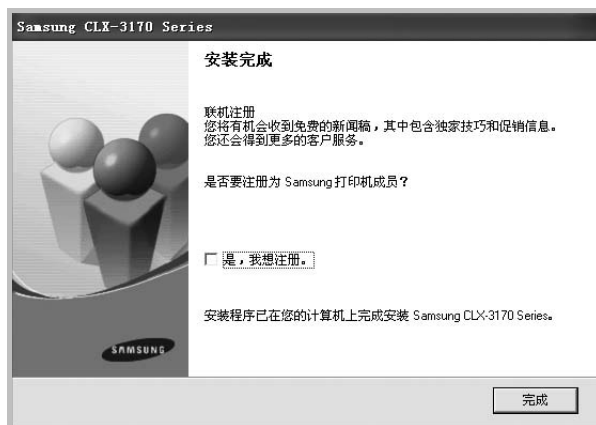 Samsung CLX-3170 Series
安装完成
联机注册
您将有机会收到免费的新闻稿，其中包含独家技巧和促销信息。
您还会得到更多的客户服务。
是否要注册为 Samsung 打印机成员？
是，我想注册。
安装程序已在您的计算机上完成安装 Samsung CLX-3170 Series。
SAMSUNG
完成